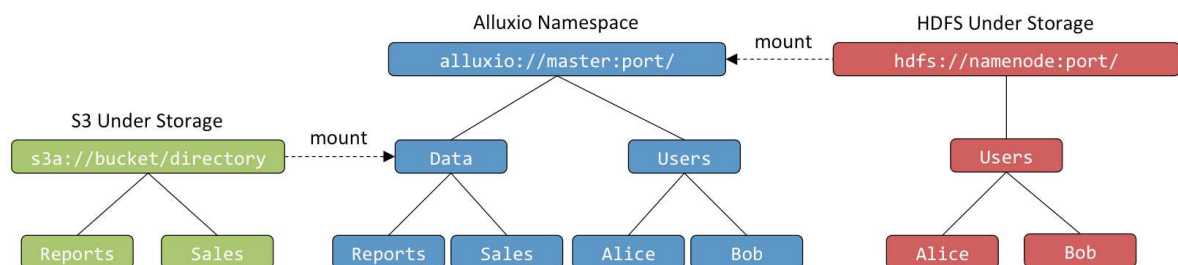 Alluxio Namespace
HDFS Under Storage
alluxio://master:port/
mount
hdfs://namenode:port/
S3 Under Storage
s3a://bucket/directory
mount
Data
Users
Users
Reports
Sales
Reports
Sales
Alice
Bob
Alice
Bob